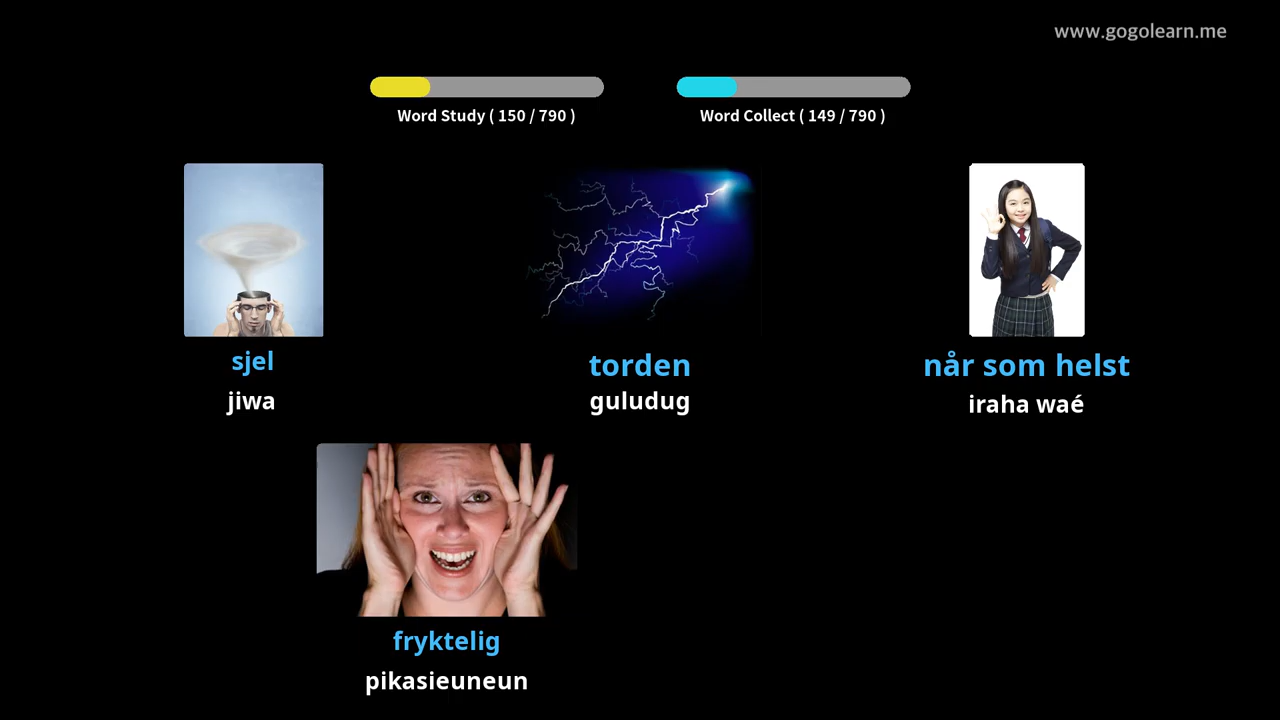 www.gogolearn.me
Word Study ( 150 / 790 )
Word Collect ( 149 / 790 )
sjel
jiwa
torden
guludug
når som helst
iraha waé
fryktelig
pikasieuneun